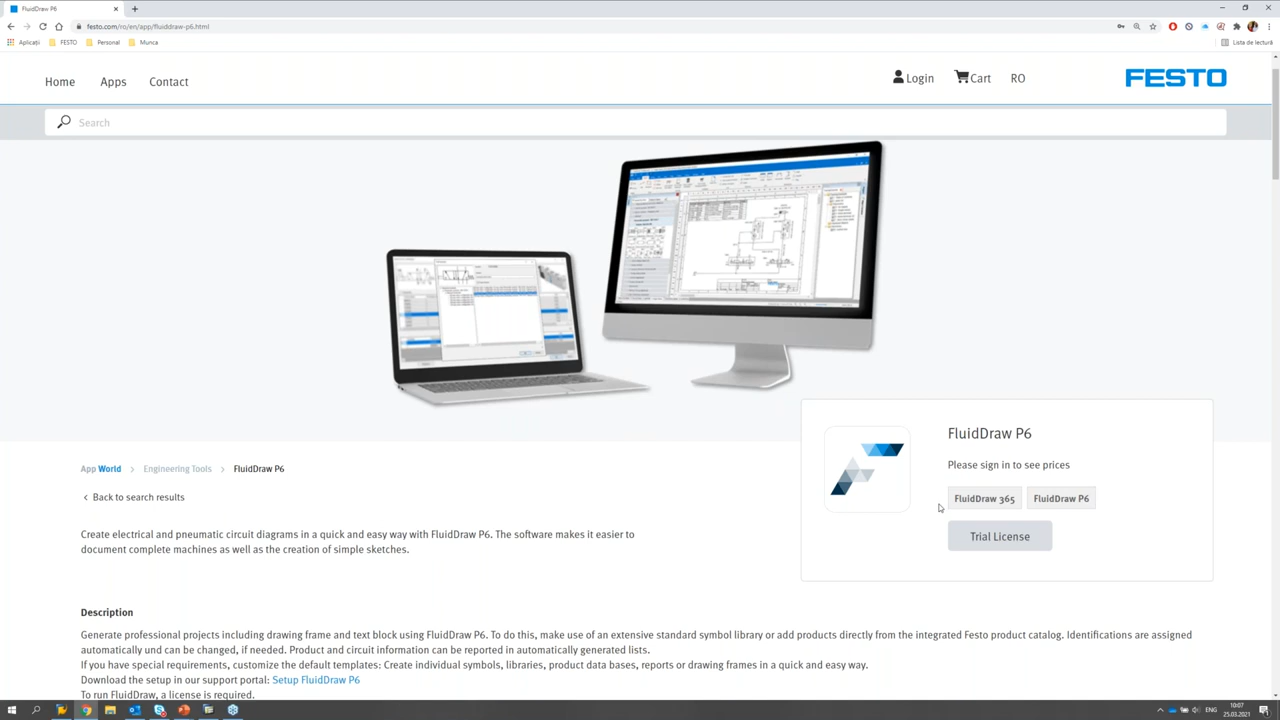 FluidDraw P6
festo.com/ro/en/app/fluiddraw-p6.html
Aplicații FESTO Personal Munca Lista de lectură
Home Apps Contact Login Cart RO FESTO
Search
FluidDraw P6
Please sign in to see prices
FluidDraw 365 FluidDraw P6
Trial License
App World > Engineering Tools > FluidDraw P6
Back to search results
Create electrical and pneumatic circuit diagrams in a quick and easy way with FluidDraw P6. The software makes it easier to
document complete machines as well as the creation of simple sketches.
Description
Generate professional projects including drawing frame and text block using FluidDraw P6. To do this, make use of an extensive standard symbol library or add products directly from the integrated Festo product catalog. Identifications are assigned
automatically und can be changed, if needed. Product and circuit information can be reported in automatically generated lists.
If you have special requirements, customize the default templates: Create individual symbols, libraries, product data bases, reports or drawing frames in a quick and easy way.
Download the setup in our support portal: Setup FluidDraw P6
To run FluidDraw, a license is required.
ENG 10:07
25.03.2021